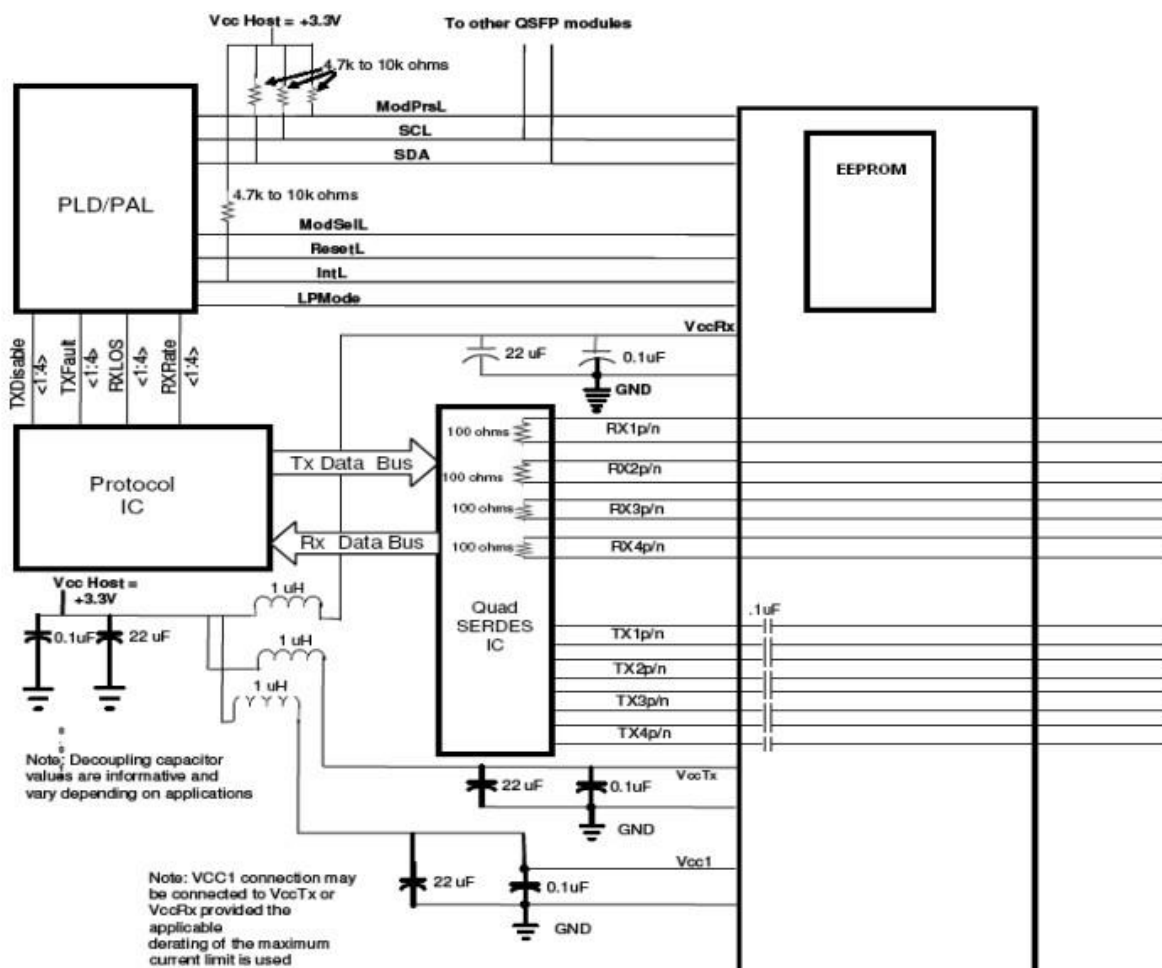 Vcc Host = +3.3V
To other QSFP modules
4.7k to 10k ohms
ModPrsL
SCL
SDA
EEPROM
PLD/PAL
4.7k to 10k ohms
ModSelL
ResetL
IntL
LPMode
VccRx
TXDisable
<1:4>
TXFault
<1:4>
RXLOS
<1:4>
RXRate
<1:4>
22 uF
0.1uF
GND
100 ohms
RX1p/n
Tx Data Bus
100 ohms
RX2p/n
Protocol
IC
100 ohms
RX3p/n
Rx Data Bus
100 ohms
RX4p/n
Vcc Host =
+3.3V
1 uH
Quad
SERDES
IC
.1uF
0.1uF
22 uF
1 uH
TX1p/n
1 uH
TX2p/n
TX3p/n
TX4p/n
Note: Decoupling capacitor
values are informative and
vary depending on applications
VccTx
22 uF
0.1uF
GND
Vcc1
Note: VCC1 connection may
be connected to VccTx or
VccRx provided the
applicable
derating of the maximum
current limit is used
22 uF
0.1uF
GND